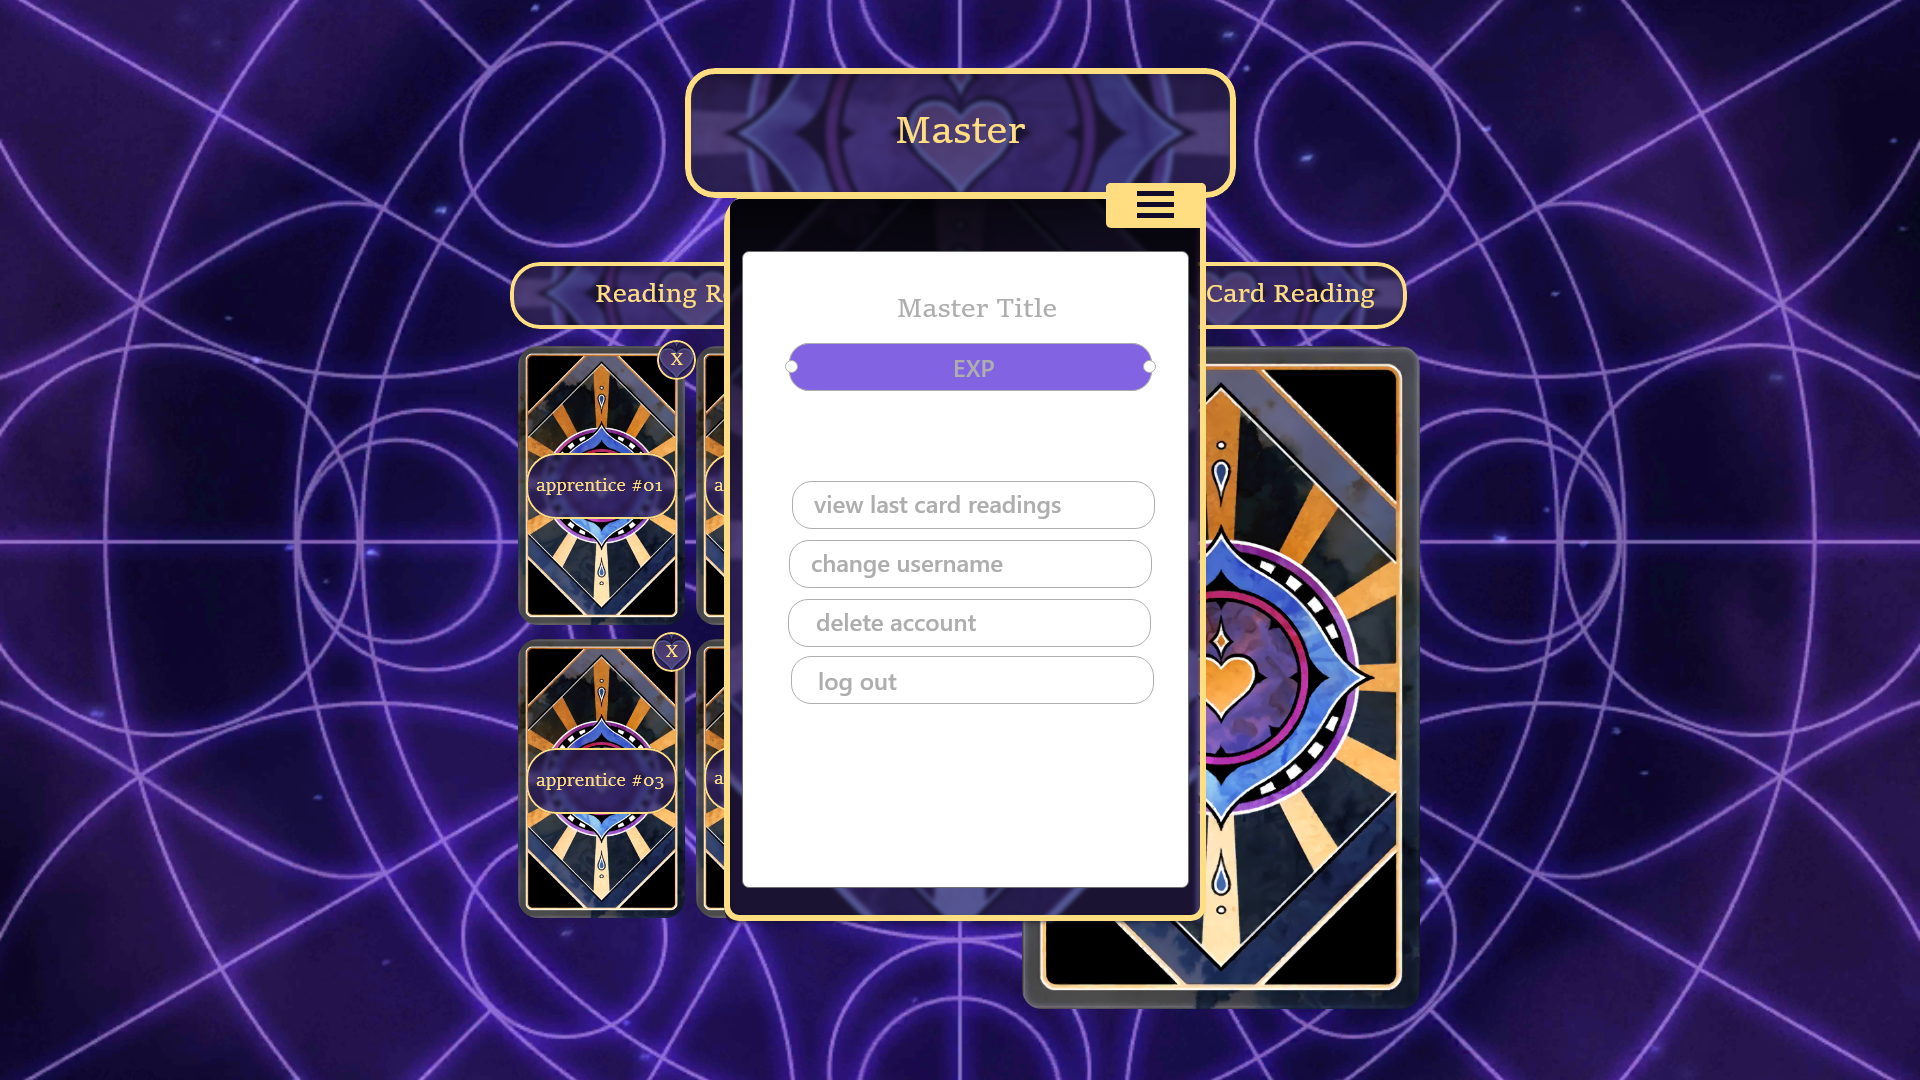 Master
Reading R
Card Reading
Master Title
X
EXP
apprentice #01
a
view last card readings
change username
delete account
X
log out
apprentice #03
a